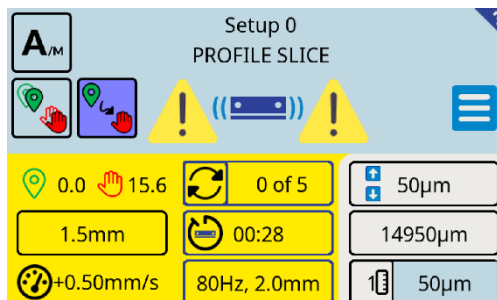 A/M
Setup 0
PROFILE SLICE
0.0 15.6
0 of 5
50µm
1.5mm
00:28
14950µm
+0.50mm/s
80Hz, 2.0mm
1
50µm